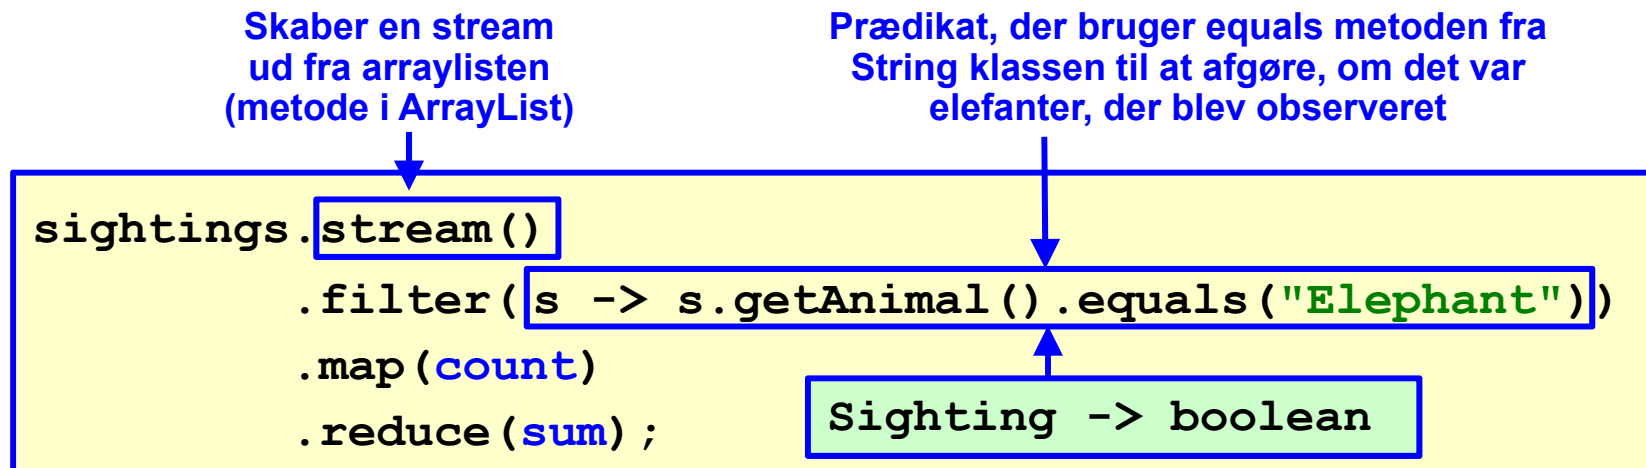 Skaber en stream
ud fra arraylisten
(metode i ArrayList)
Prædikat, der bruger equals metoden fra
String klassen til at afgøre, om det var
elefanter, der blev observeret
sightings.stream()
.filter(s -> s.getAnimal().equals("Elephant"))
.map(count)
.reduce(sum);
Sighting -> boolean